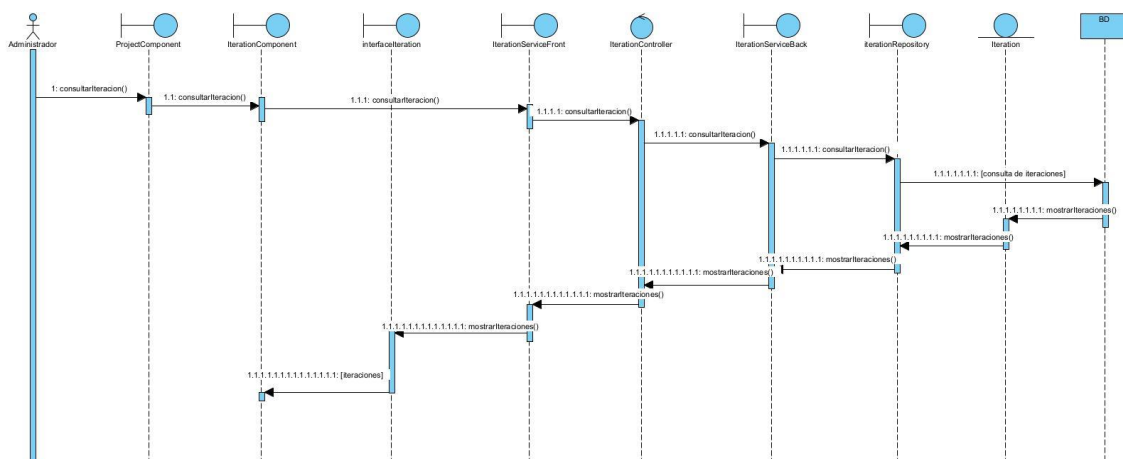 Administrador
ProjectComponent
IterationComponent
interfaceIteration
IterationServiceFront
IterationController
IterationServiceBack
iterationRepository
Iteration
BD
1: consultarIteracion()
1.1: consultarIteracion()
1.1.1: consultarIteracion()
1.1.1.1: consultarIteracion()
1.1.1.1.1: consultarIteracion()
1.1.1.1.1.1: consultarIteracion()
1.1.1.1.1.1.1: [consulta de iteraciones]
1.1.1.1.1.1.1.1: mostrarIteraciones()
1.1.1.1.1.1.1.1.1: mostrarIteraciones()
1.1.1.1.1.1.1.1.1.1: mostrarIteraciones()
1.1.1.1.1.1.1.1.1.1.1: mostrarIteraciones()
1.1.1.1.1.1.1.1.1.1.1.1: mostrarIteraciones()
1.1.1.1.1.1.1.1.1.1.1.1.1: mostrarIteraciones()
1.1.1.1.1.1.1.1.1.1.1.1.1.1: [iteraciones]